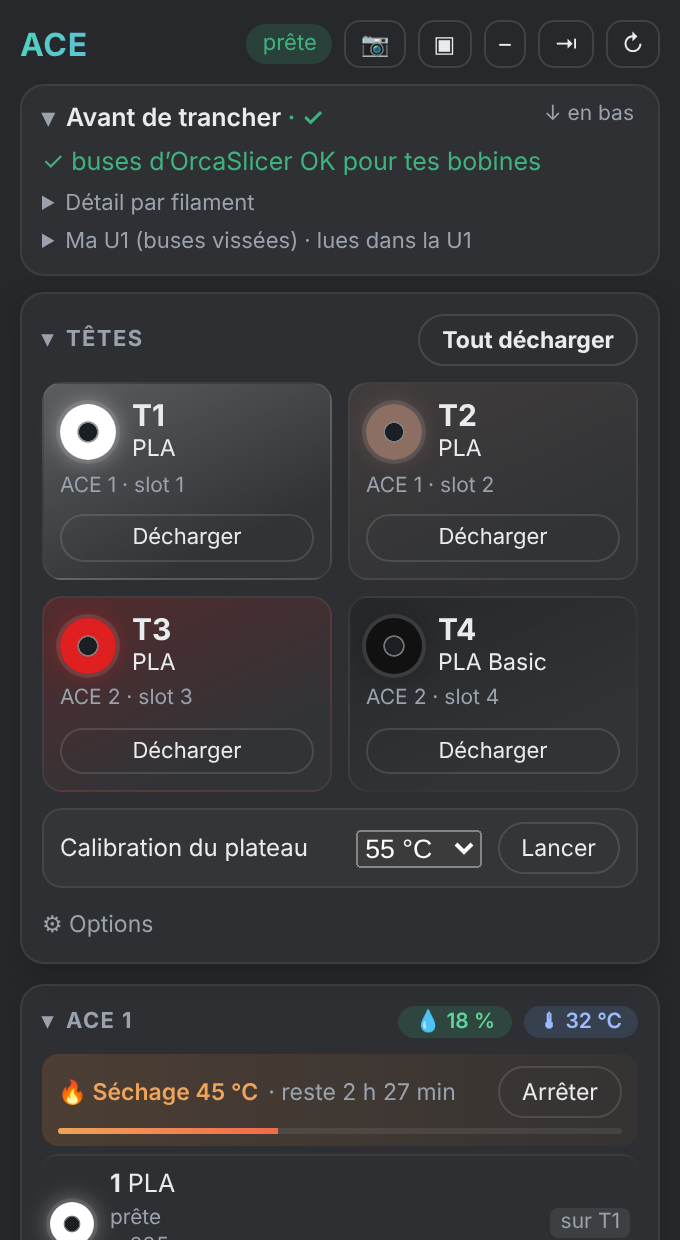 ACE prête
Avant de trancher · ✓ ↓ en bas
✓ buses d’OrcaSlicer OK pour tes bobines
Détail par filament
Ma U1 (buses vissées) · lues dans la U1
TÊTES Tout décharger
T1
PLA
ACE 1 · slot 1
Décharger
T2
PLA
ACE 1 · slot 2
Décharger
T3
PLA
ACE 2 · slot 3
Décharger
T4
PLA Basic
ACE 2 · slot 4
Décharger
Calibration du plateau 55 °C Lancer
Options
ACE 1 18 % 32 °C
Séchage 45 °C · reste 2 h 27 min Arrêter
1 PLA
prête
sur T1